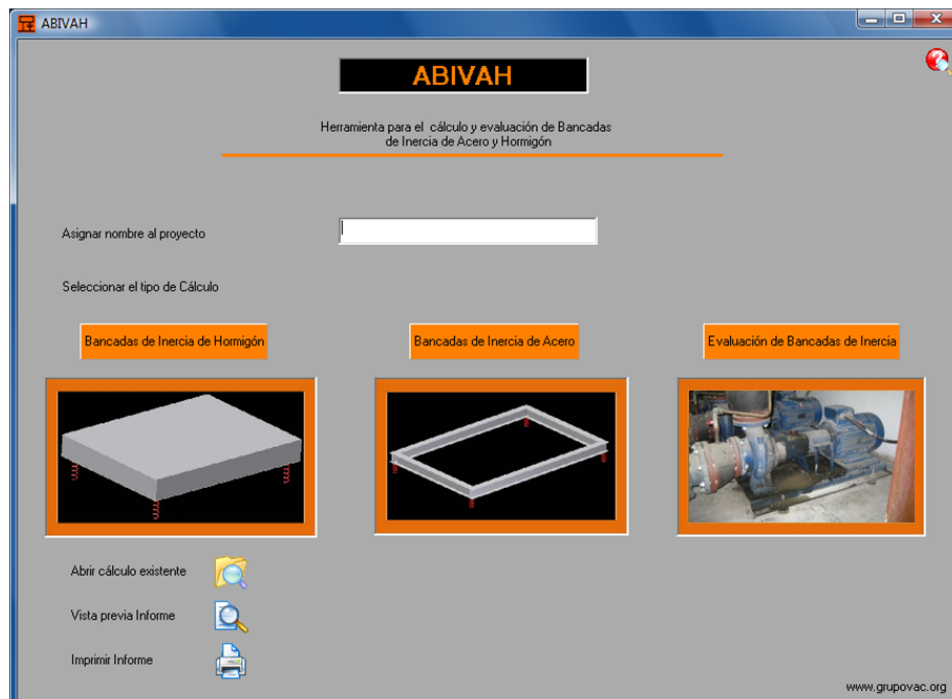 ABIVAH
ABIVAH
Herramienta para el cálculo y evaluación de Bancadas
de Inercia de Acero y Hormigón
Asignar nombre al proyecto
Seleccionar el tipo de Cálculo
Bancadas de Inercia de Hormigón
Bancadas de Inercia de Acero
Evaluación de Bancadas de Inercia
Abrir cálculo existente
Vista previa Informe
Imprimir Informe
www.grupovac.org